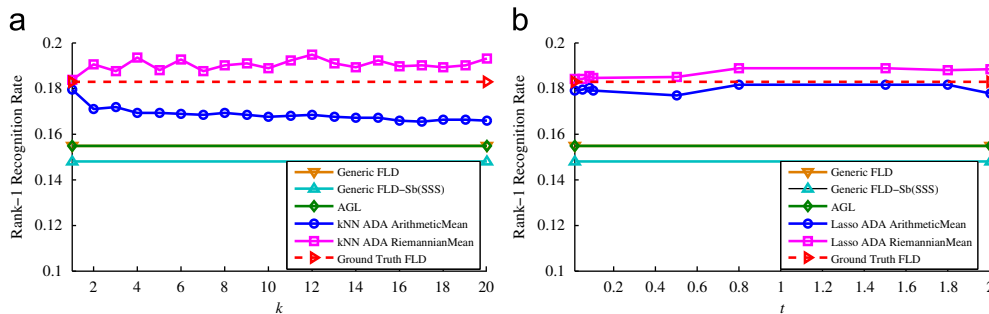 a
Rank−1 Recognition Rate
0.2
0.18
0.16
0.14
0.12
0.1
2 4 6 8 10 12 14 16 18 20
k
Generic FLD
Generic FLD−Sb(SSS)
AGL
kNN ADA ArithmeticMean
kNN ADA RiemannianMean
Ground Truth FLD
b
Rank−1 Recognition Rate
0.2
0.18
0.16
0.14
0.12
0.1
0.2 0.4 0.6 0.8 1 1.2 1.4 1.6 1.8 2
t
Generic FLD
Generic FLD−Sb(SSS)
AGL
Lasso ADA ArithmeticMean
Lasso ADA RiemannianMean
Ground Truth FLD